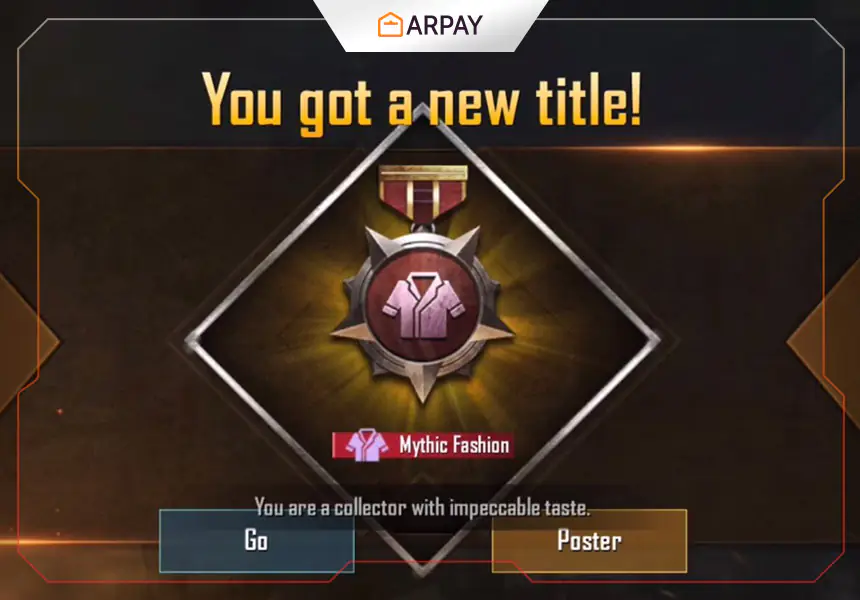 ARPAY
You got a new title!
Mythic Fashion
You are a collector with impeccable taste.
Go
Poster